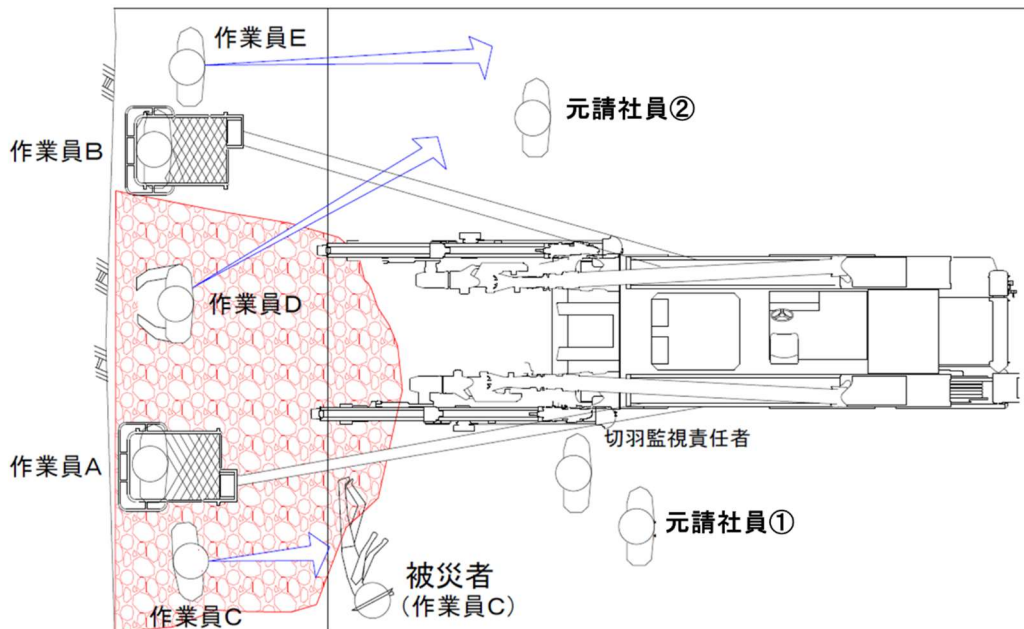 作業員E
元請社員②
作業員B
作業員D
切羽監視責任者
作業員A
元請社員①
被災者
(作業員C)
作業員C